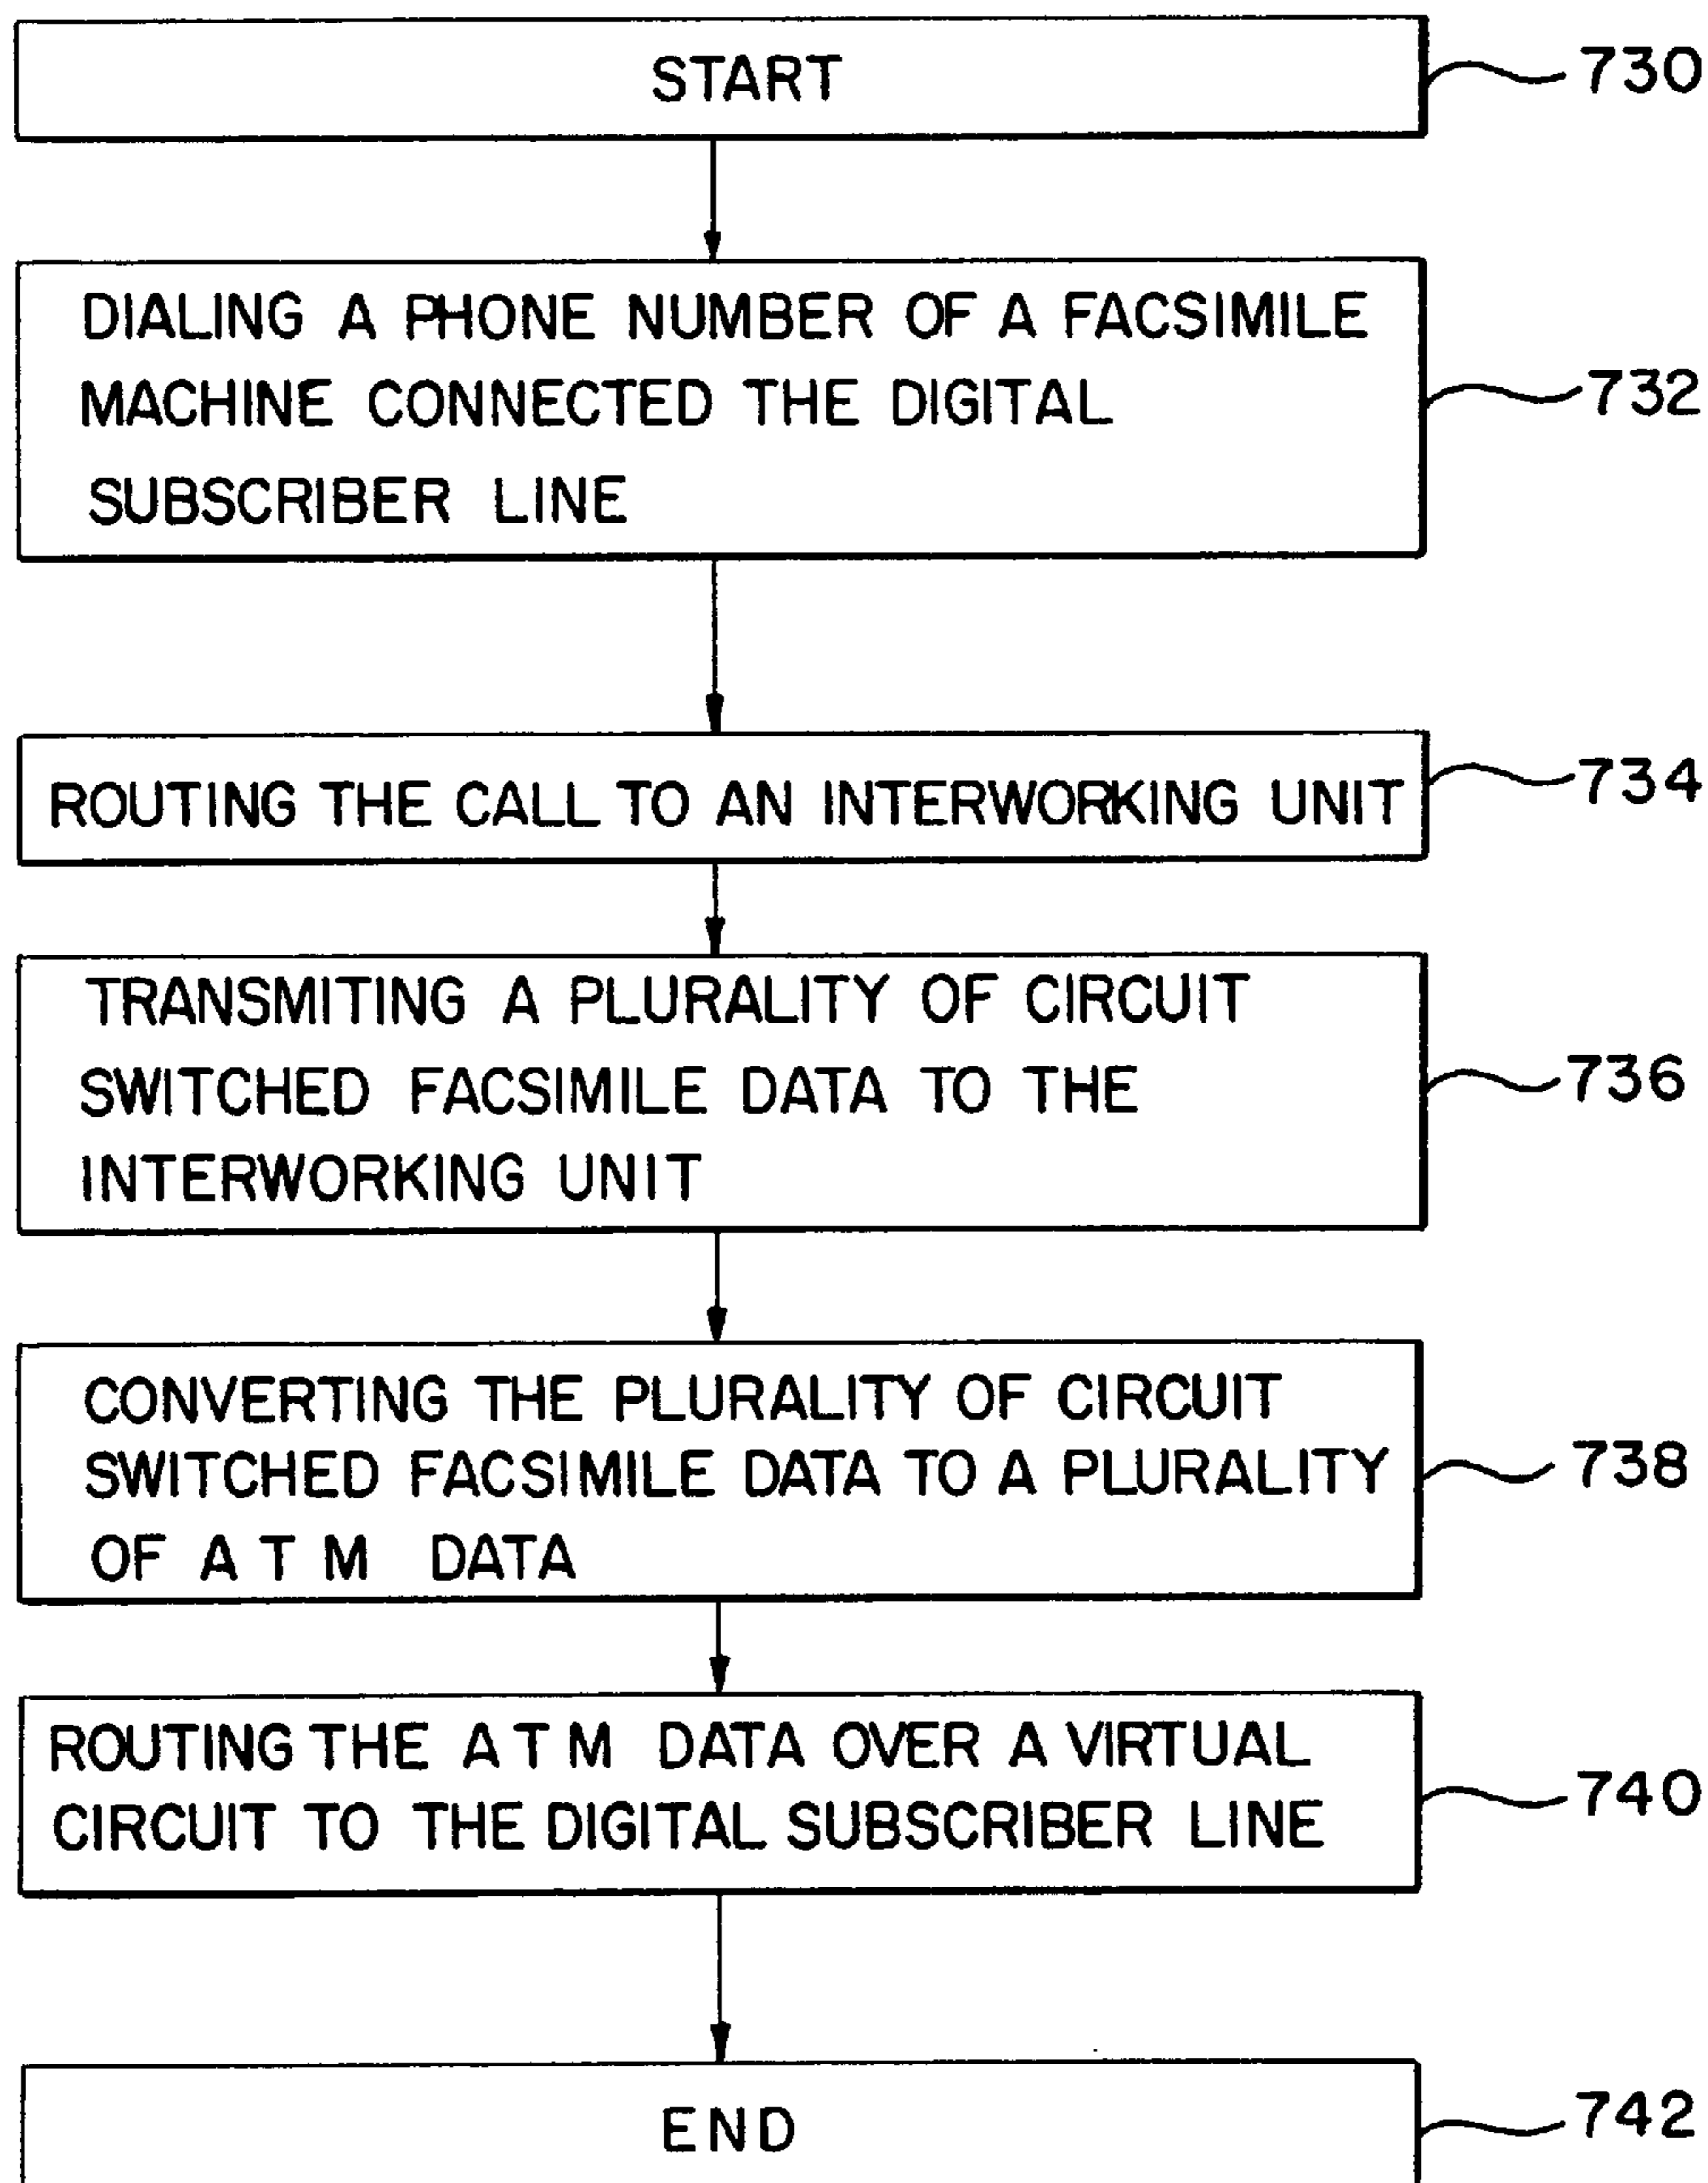 START
730
DIALING A PHONE NUMBER OF A FACSIMILE
MACHINE CONNECTED THE DIGITAL
SUBSCRIBER LINE
732
ROUTING THE CALL TO AN INTERWORKING UNIT
734
TRANSMITING A PLURALITY OF CIRCUIT
SWITCHED FACSIMILE DATA TO THE
INTERWORKING UNIT
736
CONVERTING THE PLURALITY OF CIRCUIT
SWITCHED FACSIMILE DATA TO A PLURALITY
OF A T M DATA
738
ROUTING THE A T M DATA OVER A VIRTUAL
CIRCUIT TO THE DIGITAL SUBSCRIBER LINE
740
END
742